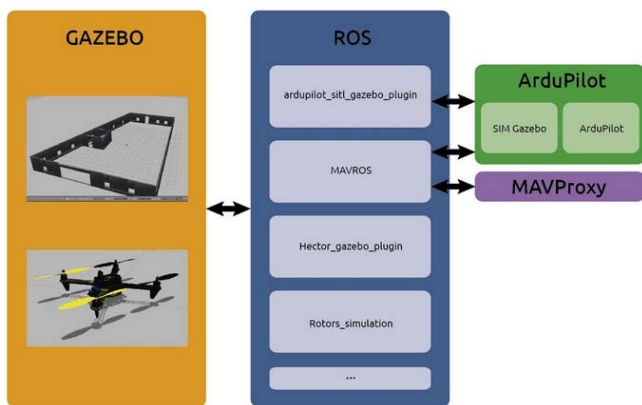 GAZEBO
ROS
ardupilot_sitl_gazebo_plugin
MAVROS
Hector_gazebo_plugin
Rotors_simulation
...
ArduPilot
SIM Gazebo
ArduPilot
MAVProxy